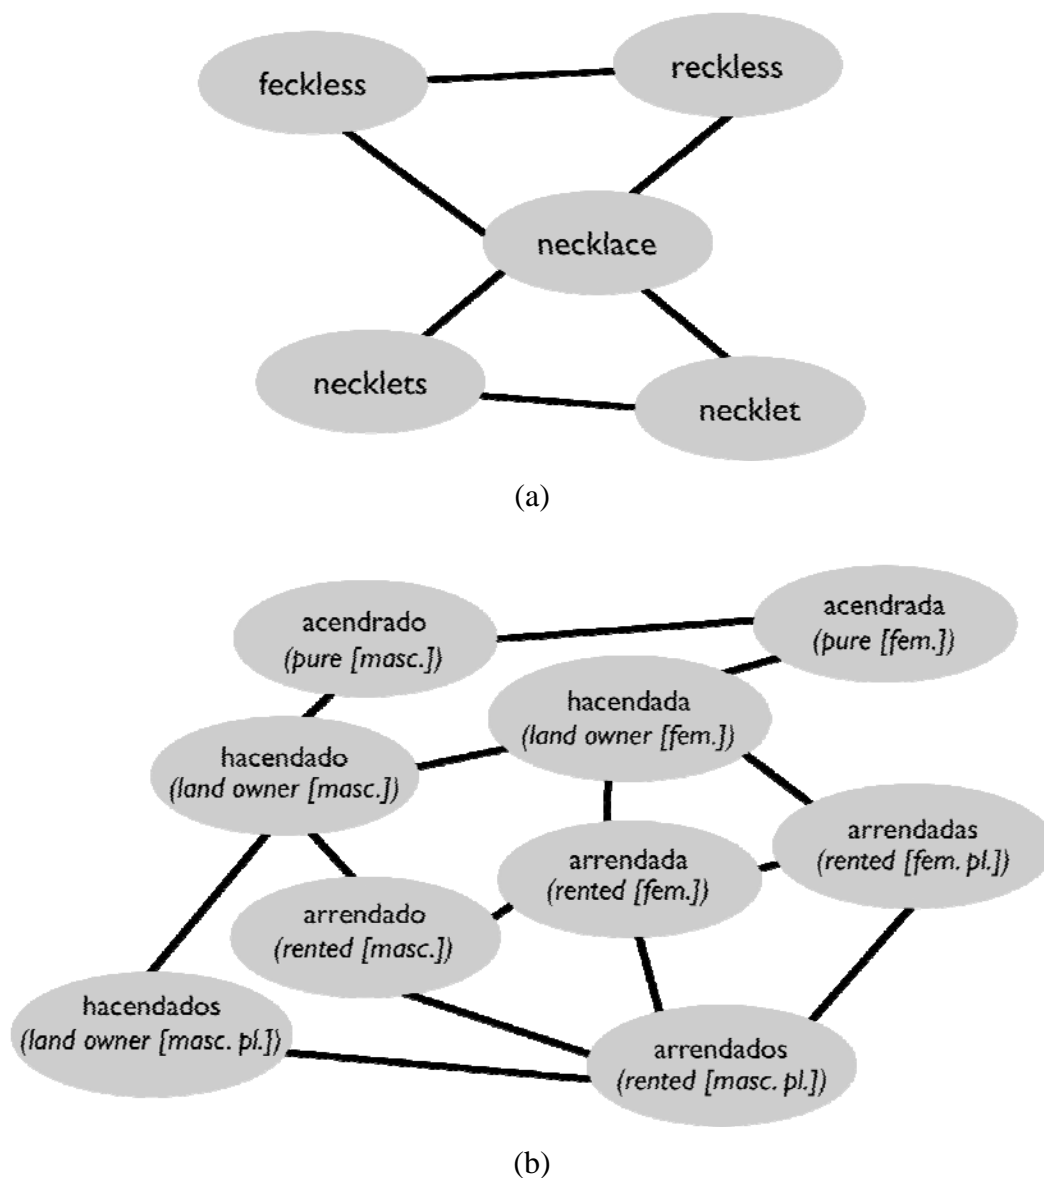 feckless
reckless
necklace
necklets
necklet
(a)
acendrado
(pure [masc.])
acendrada
(pure [fem.])
hacendada
(land owner [fem.])
hacendado
(land owner [masc.])
arrendadas
(rented [fem. pl.])
arrendada
(rented [fem.])
arrendado
(rented [masc.])
hacendados
(land owner [masc. pl.])
arrendados
(rented [masc. pl.])
(b)